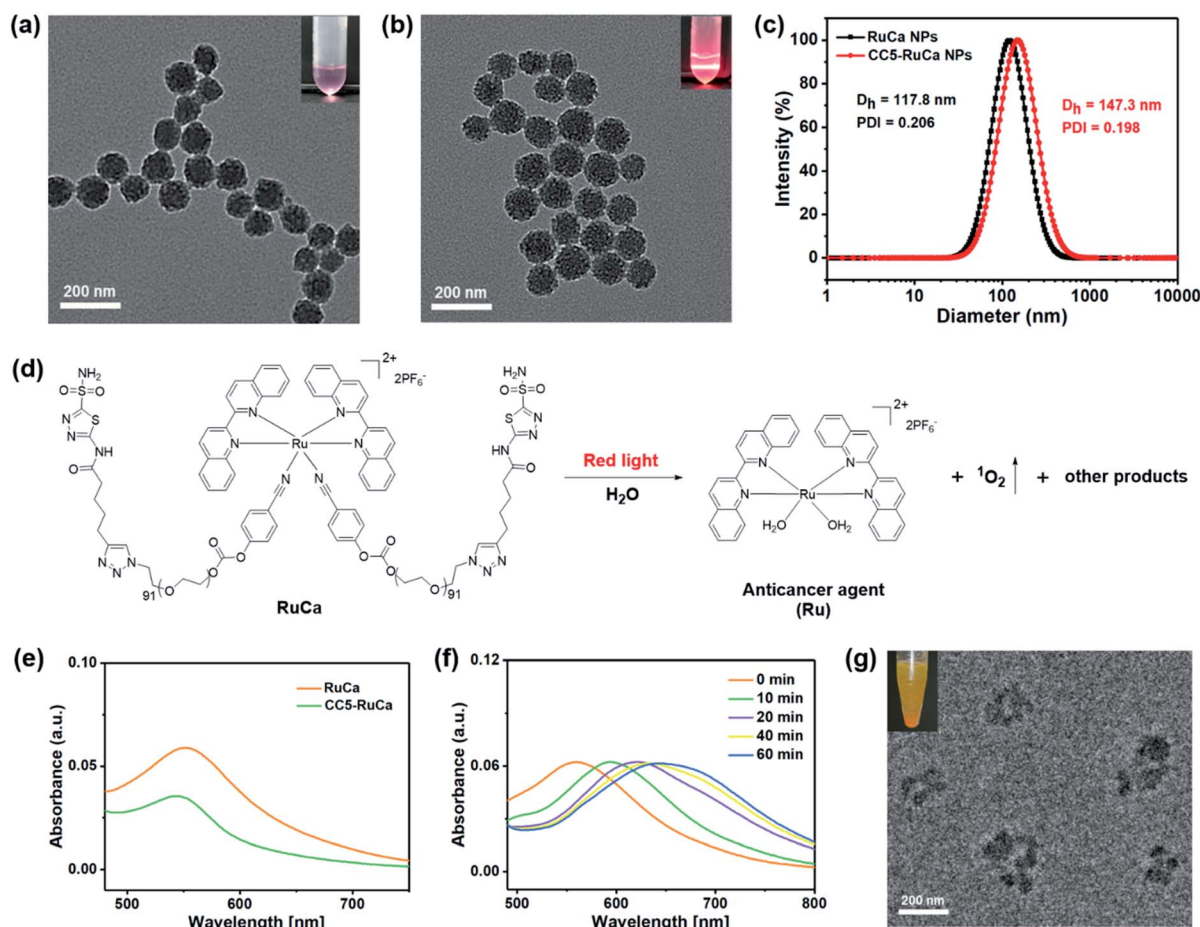 (a)
200 nm
(b)
200 nm
(c)
RuCa NPs
CC5-RuCa NPs
Dₕ = 117.8 nm
PDI = 0.206
Dₕ = 147.3 nm
PDI = 0.198
100
80
60
40
20
0
Intensity (%)
1 10 100 1000 10000
Diameter (nm)
(d)
NH₂
O=S=O
S
N
N
NH
O
N
N=N
91
O
O
O
O
N
N
N
N
N
N
Ru
2+
2PF₆⁻
H₂N
O=S=O
S
N
N
NH
O
O
O
O
O
91
N
N=N
RuCa
Red light
H₂O
N
N
N
N
Ru
H₂O
OH₂
2+
2PF₆⁻
Anticancer agent
(Ru)
+ ¹O₂ + other products
(e)
RuCa
CC5-RuCa
0.10
0.05
0.00
Absorbance (a.u.)
500 600 700
Wavelength [nm]
(f)
0 min
10 min
20 min
40 min
60 min
0.12
0.06
0.00
Absorbance (a.u.)
500 600 700 800
Wavelength [nm]
(g)
200 nm